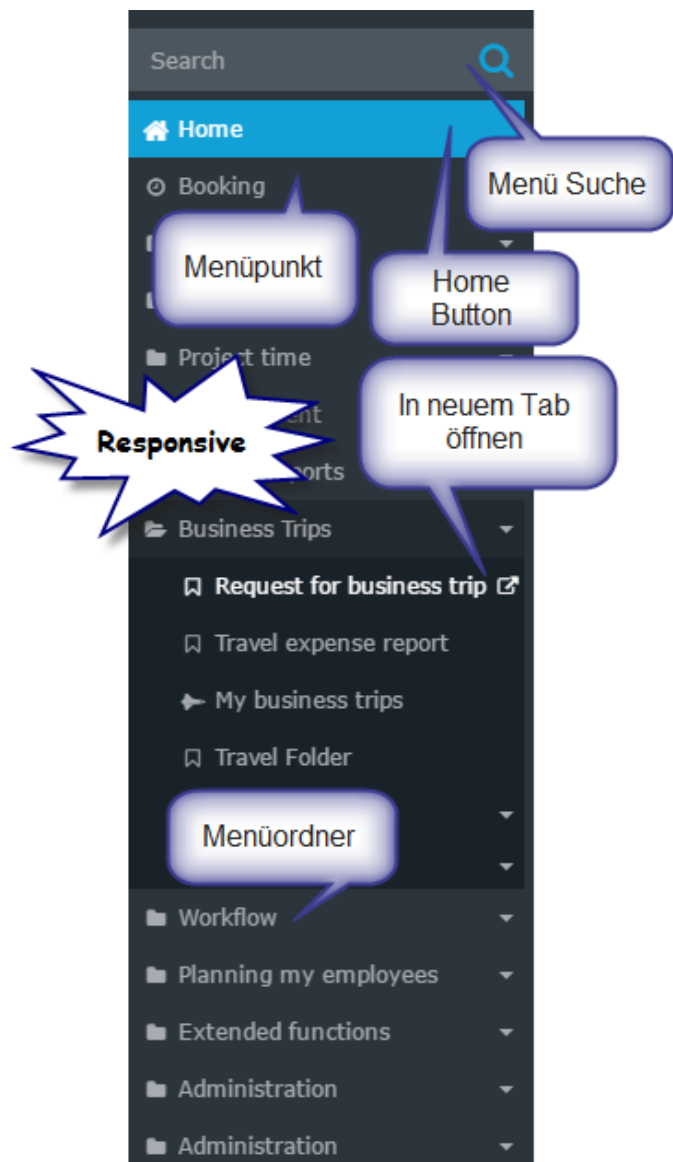 Search
Home
Menü Suche
Booking
Menüpunkt
Home
Button
Project time
In neuem Tab
öffnen
Responsive
Business Trips
Request for business trip
Travel expense report
My business trips
Travel Folder
Menüordner
Workflow
Planning my employees
Extended functions
Administration
Administration